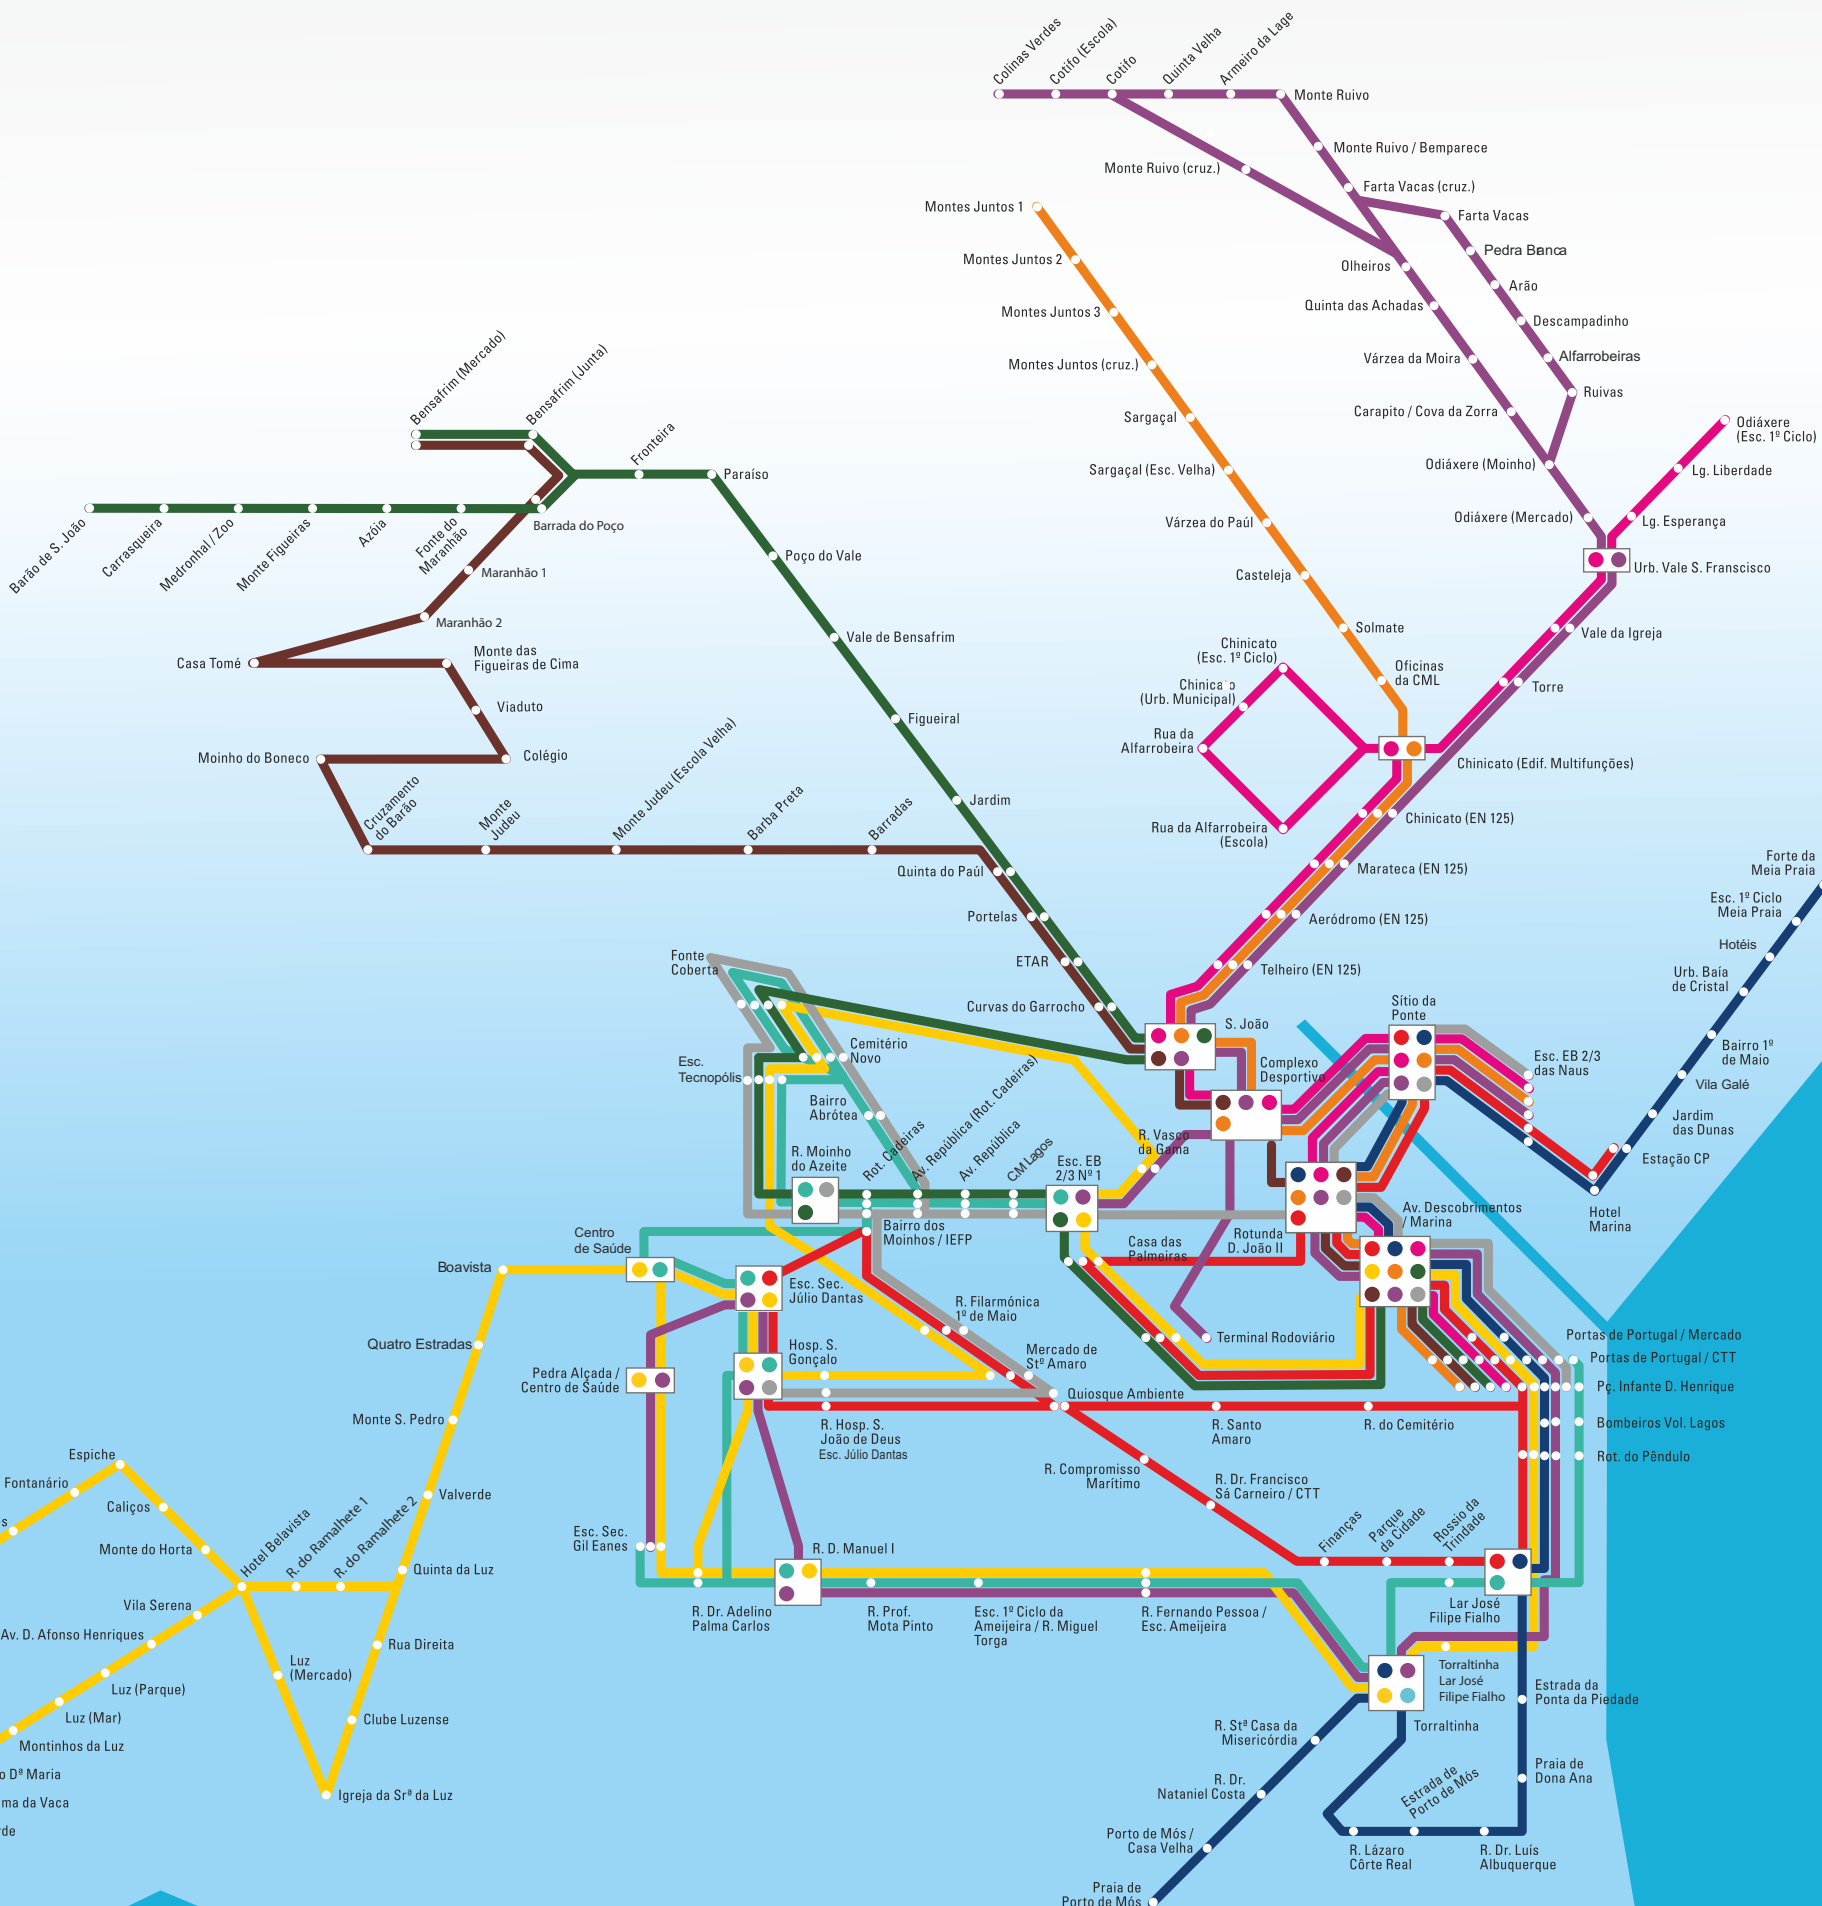 Colinas Verdes
Cotifo (Escola)
Cotifo
Quinta Velha
Armeiro da Lage
Monte Ruivo
Monte Ruivo / Bemparece
Monte Ruivo (cruz.)
Farta Vacas (cruz.)
Farta Vacas
Pedra Branca
Arão
Descampadinho
Alfarrobeiras
Ruivas
Olheiros
Quinta das Achadas
Várzea da Moira
Carapito / Cova da Zorra
Odiáxere (Moinho)
Odiáxere (Mercado)
Odiáxere
(Esc. 1º Ciclo)
Lg. Liberdade
Lg. Esperança
Urb. Vale S. Franscisco
Vale da Igreja
Torre
Montes Juntos 1
Montes Juntos 2
Montes Juntos 3
Montes Juntos (cruz.)
Sargaçal
Sargaçal (Esc. Velha)
Várzea do Paúl
Casteleja
Solmate
Oficinas
da CML
Chinicato
(Esc. 1º Ciclo)
Chinicato
(Urb. Municipal)
Rua da
Alfarrobeira
Rua da Alfarrobeira
(Escola)
Chinicato (Edif. Multifunções)
Chinicato (EN 125)
Marateca (EN 125)
Aeródromo (EN 125)
Telheiro (EN 125)
Bensafrim (Mercado)
Bensafrim (Junta)
Fronteira
Paraíso
Barão de S. João
Carrasqueira
Medronhal / Zoo
Monte Figueiras
Azóia
Fonte do
Maranhão
Barrada do Poço
Maranhão 1
Maranhão 2
Casa Tomé
Monte das
Figueiras de Cima
Viaduto
Colégio
Moinho do Boneco
Cruzamento
do Barão
Monte
Judeu
Monte Judeu (Escola Velha)
Barba Preta
Barradas
Poço do Vale
Vale de Bensafrim
Figueiral
Jardim
Quinta do Paúl
Portelas
ETAR
Curvas do Garrocho
S. João
Complexo
Desportivo
Sítio da
Ponte
Esc. EB 2/3
das Naus
Forte da
Meia Praia
Esc. 1º Ciclo
Meia Praia
Hotéis
Urb. Baía
de Cristal
Bairro 1º
de Maio
Vila Galé
Jardim
das Dunas
Estação CP
Hotel
Marina
Fonte
Coberta
Cemitério
Novo
Esc.
Tecnopólis
Bairro
Abrótea
R. Moinho
do Azeite
Rot. Cadeiras
Av. República (Rot. Cadeiras)
Av. República
CM Lagos
Esc. EB
2/3 Nº 1
R. Vasco
da Gama
Rotunda
D. João II
Av. Descobrimentos
/ Marina
Casa das
Palmeiras
Terminal Rodoviário
Bairro dos
Moinhos / IEFP
Centro
de Saúde
Boavista
Esc. Sec.
Júlio Dantas
R. Filarmónica
1º de Maio
Hosp. S.
Gonçalo
Mercado de
Stº Amaro
Quiosque Ambiente
Pedra Alçada /
Centro de Saúde
Quatro Estradas
Monte S. Pedro
Valverde
Quinta da Luz
Rua Direita
Clube Luzense
Igreja da Srª da Luz
Luz
(Mercado)
Espiche
Fontanário
s
Caliços
Monte do Horta
Hotel Belavista
R. do Ramalhete 1
R. do Ramalhete 2
Vila Serena
Av. D. Afonso Henriques
Luz (Parque)
Luz (Mar)
Montinhos da Luz
o Dª Maria
ma da Vaca
rde
R. Hosp. S.
João de Deus
Esc. Júlio Dantas
R. Santo
Amaro
R. do Cemitério
Portas de Portugal / Mercado
Portas de Portugal / CTT
Pç. Infante D. Henrique
Bombeiros Vol. Lagos
Rot. do Pêndulo
R. Compromisso
Marítimo
R. Dr. Francisco
Sá Carneiro / CTT
Finanças
Parque
da Cidade
Rossio da
Trindade
Esc. Sec.
Gil Eanes
R. D. Manuel I
R. Dr. Adelino
Palma Carlos
R. Prof.
Mota Pinto
Esc. 1º Ciclo da
Ameijeira / R. Miguel
Torga
R. Fernando Pessoa /
Esc. Ameijeira
Lar José
Filipe Fialho
Torraltinha
Lar José
Filipe Fialho
Torraltinha
Estrada da
Ponta da Piedade
Praia de
Dona Ana
R. Stª Casa da
Misericórdia
R. Dr.
Nataniel Costa
Porto de Mós /
Casa Velha
Praia de
Porto de Mós
Estrada de
Porto de Mós
R. Lázaro
Côrte Real
R. Dr. Luís
Albuquerque